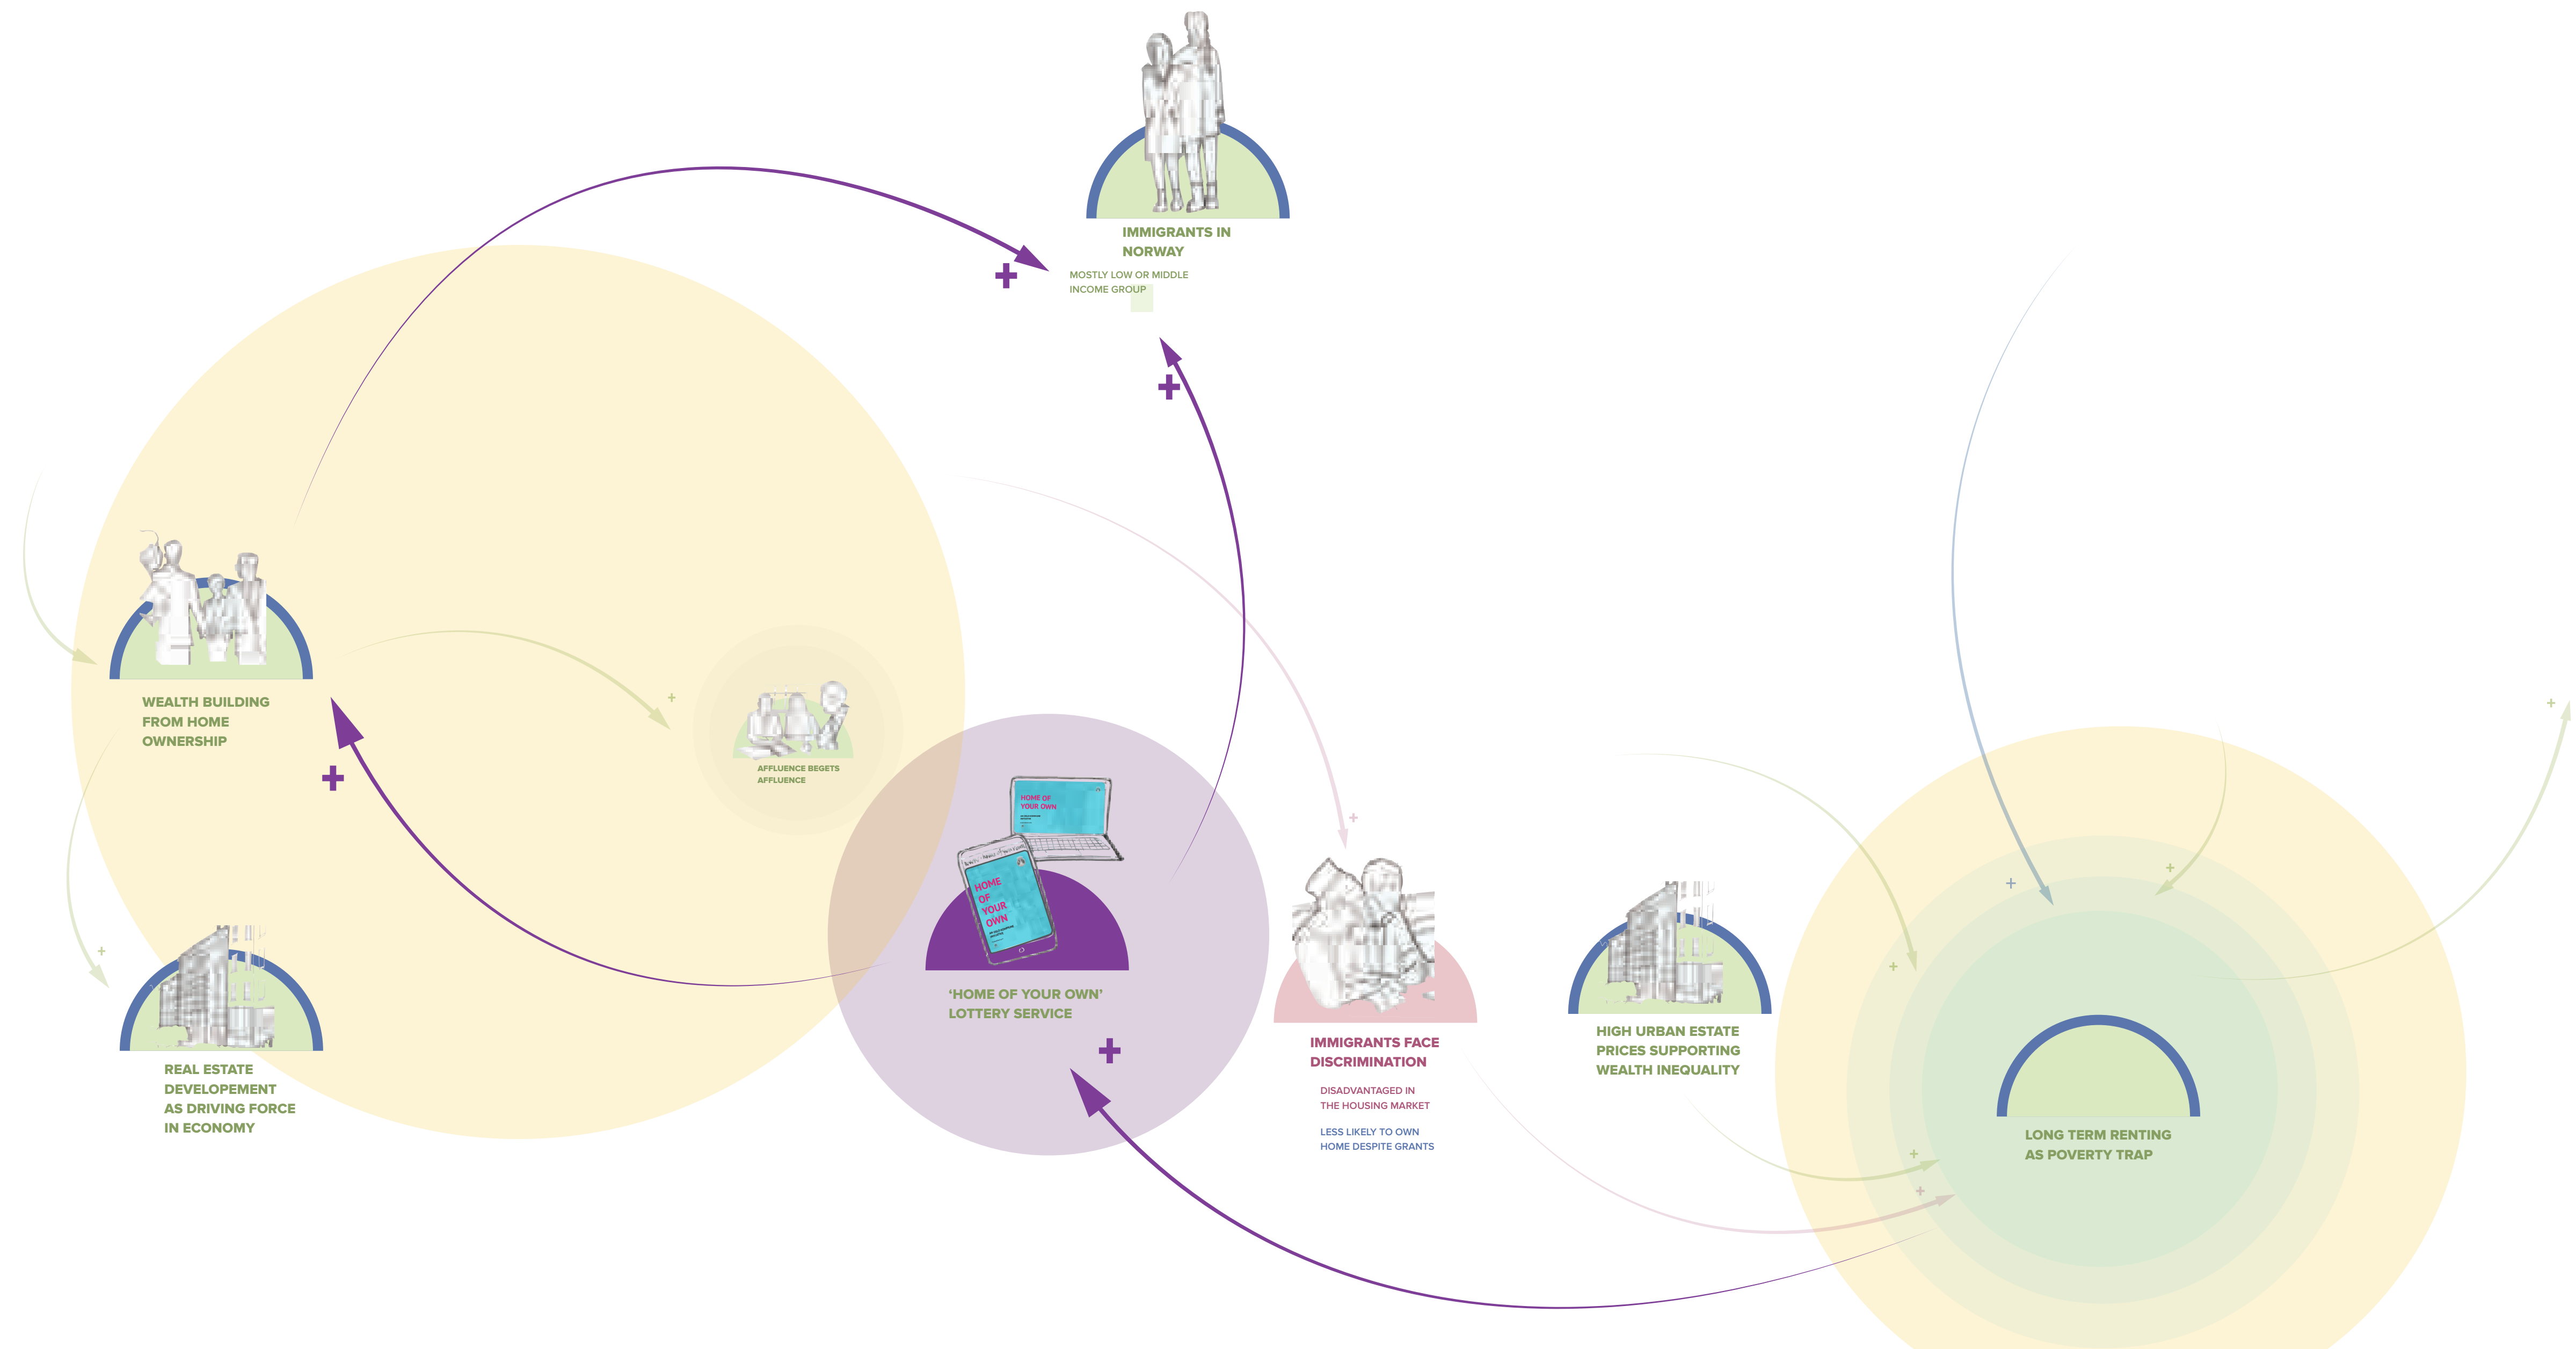 IMMIGRANTS IN
NORWAY
MOSTLY LOW OR MIDDLE
INCOME GROUP
+
+
WEALTH BUILDING
FROM HOME
OWNERSHIP
+
+
AFFLUENCE BEGETS
AFFLUENCE
+
REAL ESTATE
DEVELOPEMENT
AS DRIVING FORCE
IN ECONOMY
HOME OF
YOUR OWN
HOME
OF
YOUR
OWN
‘HOME OF YOUR OWN’
LOTTERY SERVICE
+
+
IMMIGRANTS FACE
DISCRIMINATION
DISADVANTAGED IN
THE HOUSING MARKET
LESS LIKELY TO OWN
HOME DESPITE GRANTS
HIGH URBAN ESTATE
PRICES SUPPORTING
WEALTH INEQUALITY
+
+
+
+
+
+
LONG TERM RENTING
AS POVERTY TRAP